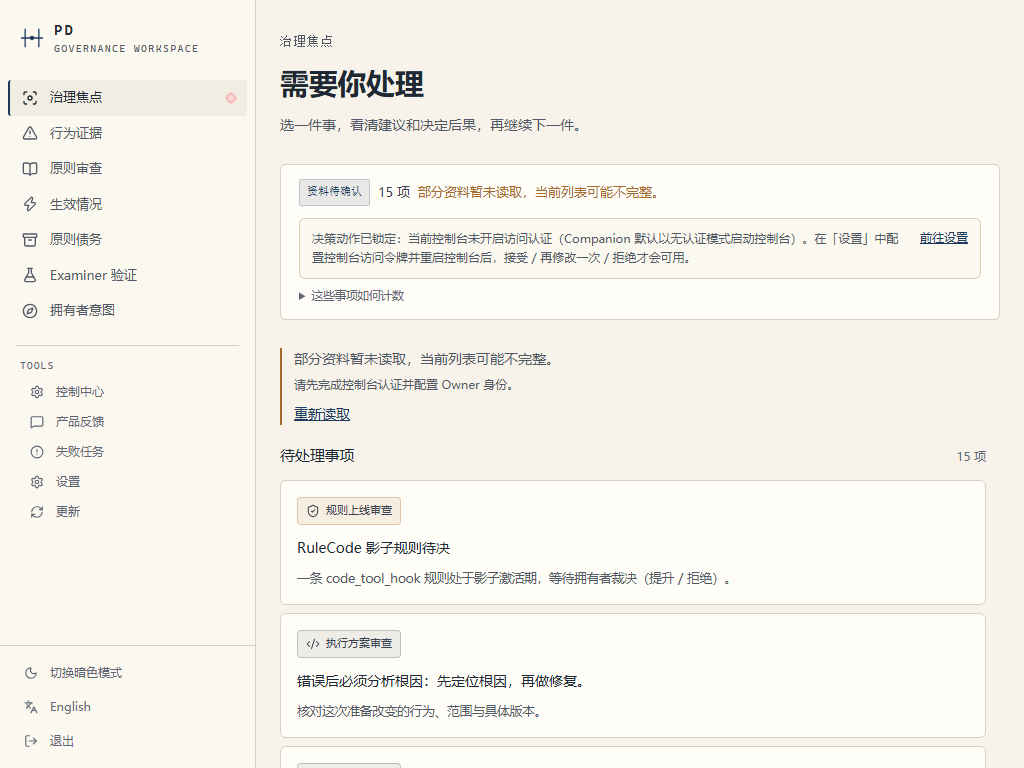 PD
GOVERNANCE WORKSPACE
治理焦点
行为证据
原则审查
生效情况
原则债务
Examiner 验证
拥有者意图
TOOLS
控制中心
产品反馈
失败任务
设置
更新
切换暗色模式
English
退出
治理焦点
需要你处理
选一件事，看清建议和决定后果，再继续下一件。
资料待确认 15 项 部分资料暂未读取，当前列表可能不完整。
决策动作已锁定：当前控制台未开启访问认证（Companion 默认以无认证模式启动控制台）。在「设置」中配 前往设置
置控制台访问令牌并重启控制台后，接受 / 再修改一次 / 拒绝才会可用。
▶ 这些事项如何计数
部分资料暂未读取，当前列表可能不完整。
请先完成控制台认证并配置 Owner 身份。
重新读取
待处理事项 15 项
规则上线审查
RuleCode 影子规则待决
一条 code_tool_hook 规则处于影子激活期，等待拥有者裁决（提升 / 拒绝）。
执行方案审查
错误后必须分析根因：先定位根因，再做修复。
核对这次准备改变的行为、范围与具体版本。